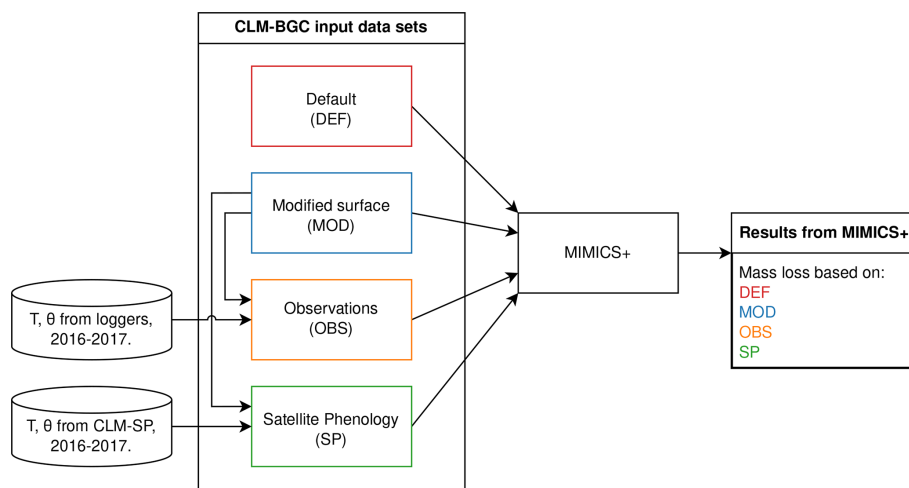 CLM-BGC input data sets
Default
(DEF)
Modified surface
(MOD)
Observations
(OBS)
Satellite Phenology
(SP)
T, θ from loggers,
2016-2017.
T, θ from CLM-SP,
2016-2017.
MIMICS+
Results from MIMICS+
Mass loss based on:
DEF
MOD
OBS
SP